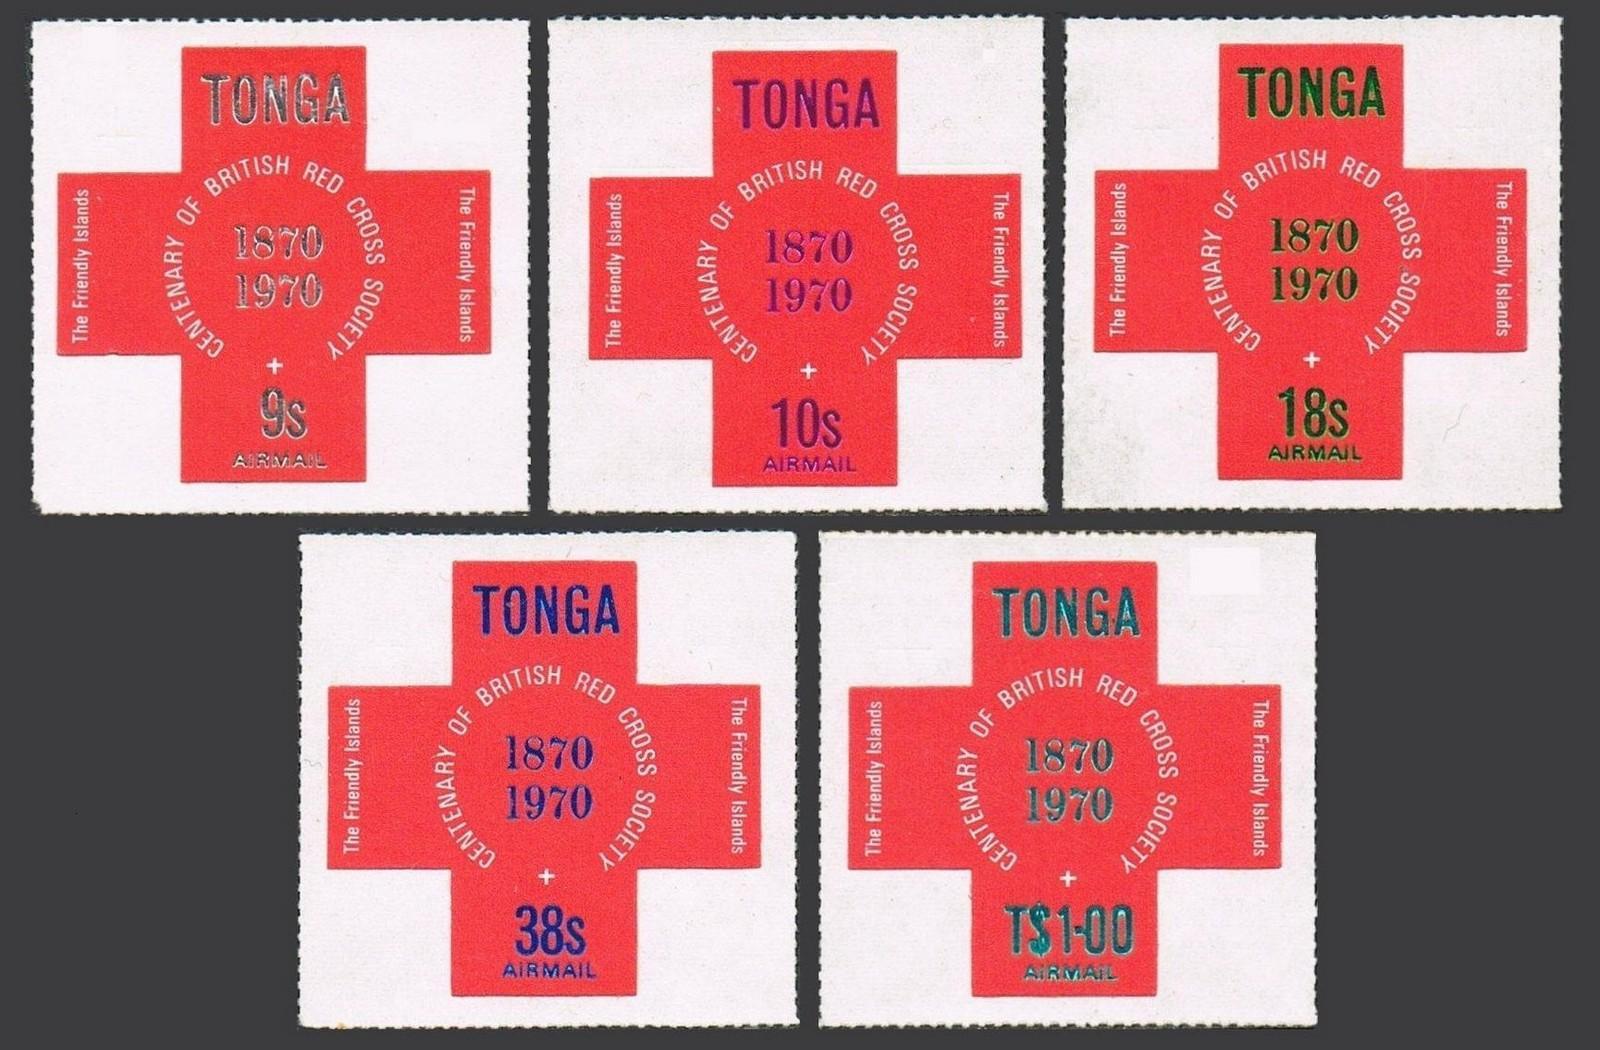 TONGA
CENTENARY OF BRITISH RED CROSS SOCIETY
The Friendly Islands
1870
1970
The Friendly Islands
+
9s
AIRMAIL
TONGA
CENTENARY OF BRITISH RED CROSS SOCIETY
The Friendly Islands
1870
1970
The Friendly Islands
+
10s
AIRMAIL
TONGA
CENTENARY OF BRITISH RED CROSS SOCIETY
The Friendly Islands
1870
1970
The Friendly Islands
+
18s
AIRMAIL
TONGA
CENTENARY OF BRITISH RED CROSS SOCIETY
The Friendly Islands
1870
1970
The Friendly Islands
+
38s
AIRMAIL
TONGA
CENTENARY OF BRITISH RED CROSS SOCIETY
The Friendly Islands
1870
1970
The Friendly Islands
+
T$1·00
AIRMAIL